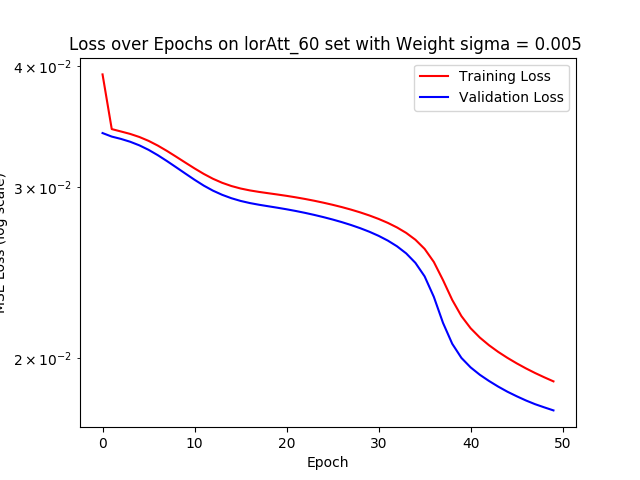 Loss over Epochs on lorAtt_60 set with Weight sigma = 0.005
Training Loss
Validation Loss
4 × 10⁻²
3 × 10⁻²
2 × 10⁻²
MSE Loss (log scale)
0 10 20 30 40 50
Epoch